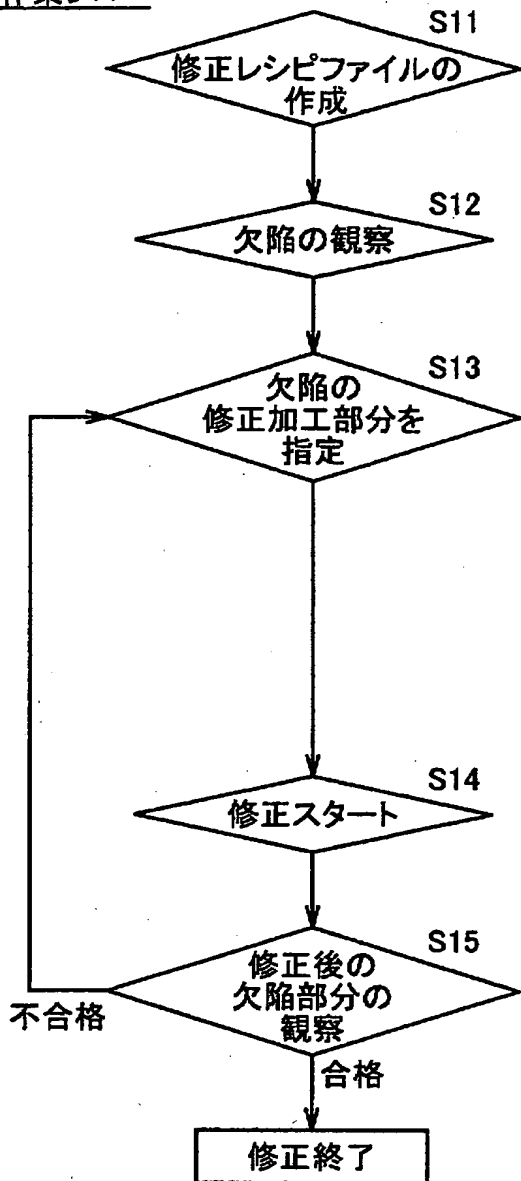 S11
修正レシピファイルの
作成
S12
欠陥の観察
S13
欠陥の
修正加工部分を
指定
S14
修正スタート
S15
修正後の
欠陥部分の
観察
不合格
合格
修正終了